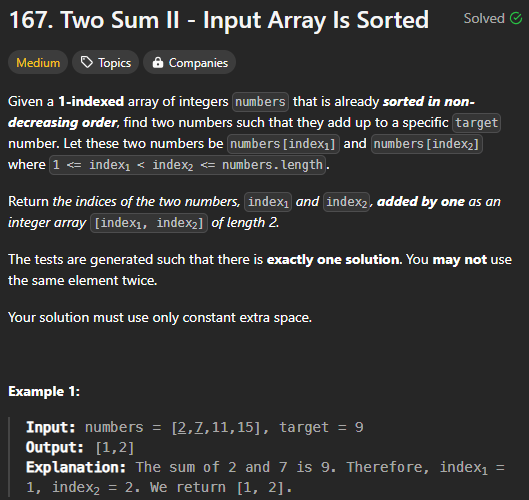 167. Two Sum II - Input Array Is Sorted
Solved
Medium Topics Companies
Given a 1-indexed array of integers numbers that is already sorted in non-
decreasing order, find two numbers such that they add up to a specific target
number. Let these two numbers be numbers[index₁] and numbers[index₂]
where 1 <= index₁ < index₂ <= numbers.length.
Return the indices of the two numbers, index₁ and index₂, added by one as an
integer array [index₁, index₂] of length 2.
The tests are generated such that there is exactly one solution. You may not use
the same element twice.
Your solution must use only constant extra space.
Example 1:
Input: numbers = [2,7,11,15], target = 9
Output: [1,2]
Explanation: The sum of 2 and 7 is 9. Therefore, index₁ =
1, index₂ = 2. We return [1, 2].